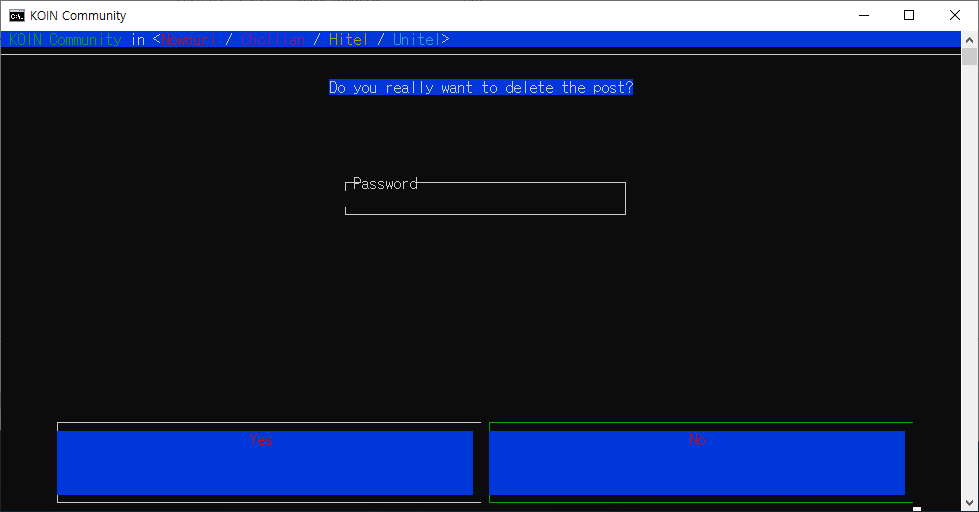 KOIN Community
KOIN Community in <Nownuri / Chollian / Hitel / Unitel>
Do you really want to delete the post?
Password
Yes
No